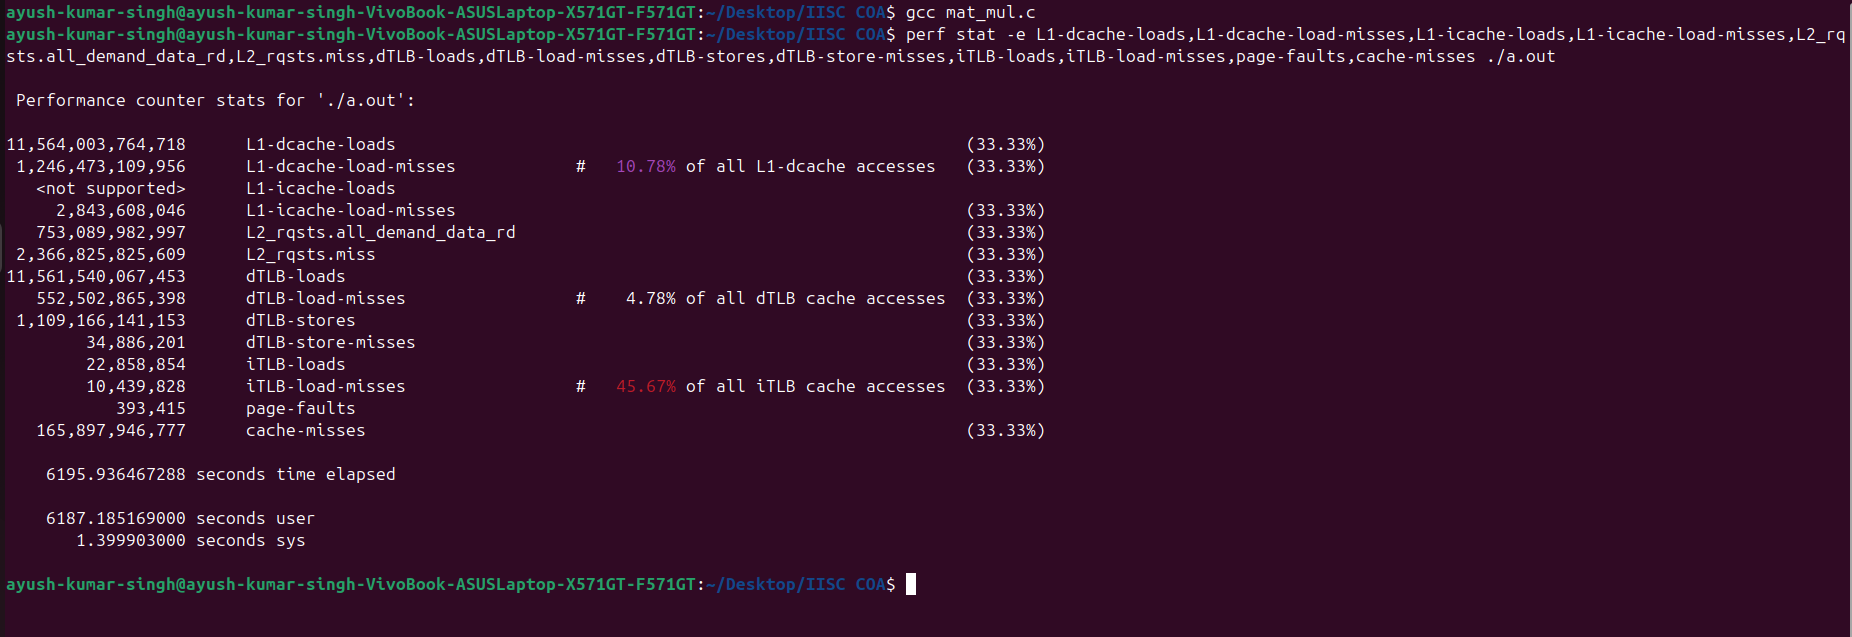 ayush-kumar-singh@ayush-kumar-singh-VivoBook-ASUSLaptop-X571GT-F571GT:~/Desktop/IISC COA$ gcc mat_mul.c
ayush-kumar-singh@ayush-kumar-singh-VivoBook-ASUSLaptop-X571GT-F571GT:~/Desktop/IISC COA$ perf stat -e L1-dcache-loads,L1-dcache-load-misses,L1-icache-loads,L1-icache-load-misses,L2_rq
sts.all_demand_data_rd,L2_rqsts.miss,dTLB-loads,dTLB-load-misses,dTLB-stores,dTLB-store-misses,iTLB-loads,iTLB-load-misses,page-faults,cache-misses ./a.out
Performance counter stats for './a.out':
11,564,003,764,718 L1-dcache-loads (33.33%)
1,246,473,109,956 L1-dcache-load-misses # 10.78% of all L1-dcache accesses (33.33%)
<not supported> L1-icache-loads
2,843,608,046 L1-icache-load-misses (33.33%)
753,089,982,997 L2_rqsts.all_demand_data_rd (33.33%)
2,366,825,825,609 L2_rqsts.miss (33.33%)
11,561,540,067,453 dTLB-loads (33.33%)
552,502,865,398 dTLB-load-misses # 4.78% of all dTLB cache accesses (33.33%)
1,109,166,141,153 dTLB-stores (33.33%)
34,886,201 dTLB-store-misses (33.33%)
22,858,854 iTLB-loads (33.33%)
10,439,828 iTLB-load-misses # 45.67% of all iTLB cache accesses (33.33%)
393,415 page-faults
165,897,946,777 cache-misses (33.33%)
6195.936467288 seconds time elapsed
6187.185169000 seconds user
1.399903000 seconds sys
ayush-kumar-singh@ayush-kumar-singh-VivoBook-ASUSLaptop-X571GT-F571GT:~/Desktop/IISC COA$